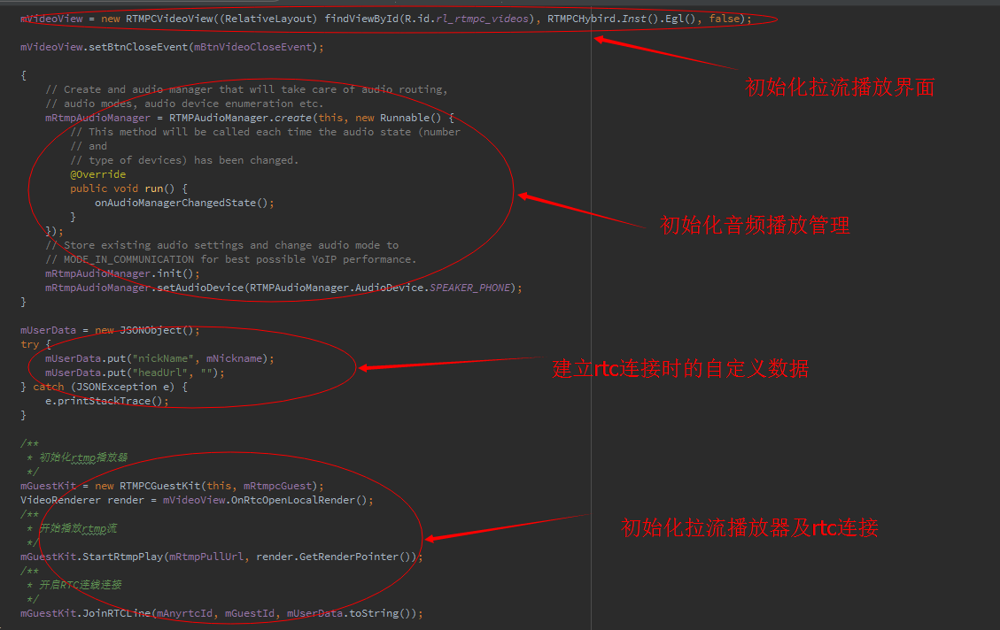 mVideoView = new RTMPCVideoView((RelativeLayout) findViewById(R.id.rl_rtmpc_videos), RTMPCHybird.Inst().Egl(), false);
初始化拉流播放界面
mVideoView.setBtnCloseEvent(mBtnVideoCloseEvent);
{
// Create and audio manager that will take care of audio routing,
// audio modes, audio device enumeration etc.
mRtmpAudioManager = RTMPAudioManager.create(this, new Runnable() {
// This method will be called each time the audio state (number
// and
// type of devices) has been changed.
@Override
public void run() {
onAudioManagerChangedState();
}
});
初始化音频播放管理
// Store existing audio settings and change audio mode to
// MODE_IN_COMMUNICATION for best possible VoIP performance.
mRtmpAudioManager.init();
mRtmpAudioManager.setAudioDevice(RTMPAudioManager.AudioDevice.SPEAKER_PHONE);
}
mUserData = new JSONObject();
try {
mUserData.put("nickName", mNickname);
mUserData.put("headUrl", "");
建立rtc连接时的自定义数据
} catch (JSONException e) {
e.printStackTrace();
}
/**
* 初始化rtmp播放器
*/
mGuestKit = new RTMPCGuestKit(this, mRtmpcGuest);
VideoRenderer render = mVideoView.OnRtcOpenLocalRender();
/**
* 开始播放rtmp流
*/
初始化拉流播放器及rtc连接
mGuestKit.StartRtmpPlay(mRtmpPullUrl, render.GetRenderPointer());
/**
* 开启RTC连线连接
*/
mGuestKit.JoinRTCLine(mAnyrtcId, mGuestId, mUserData.toString());